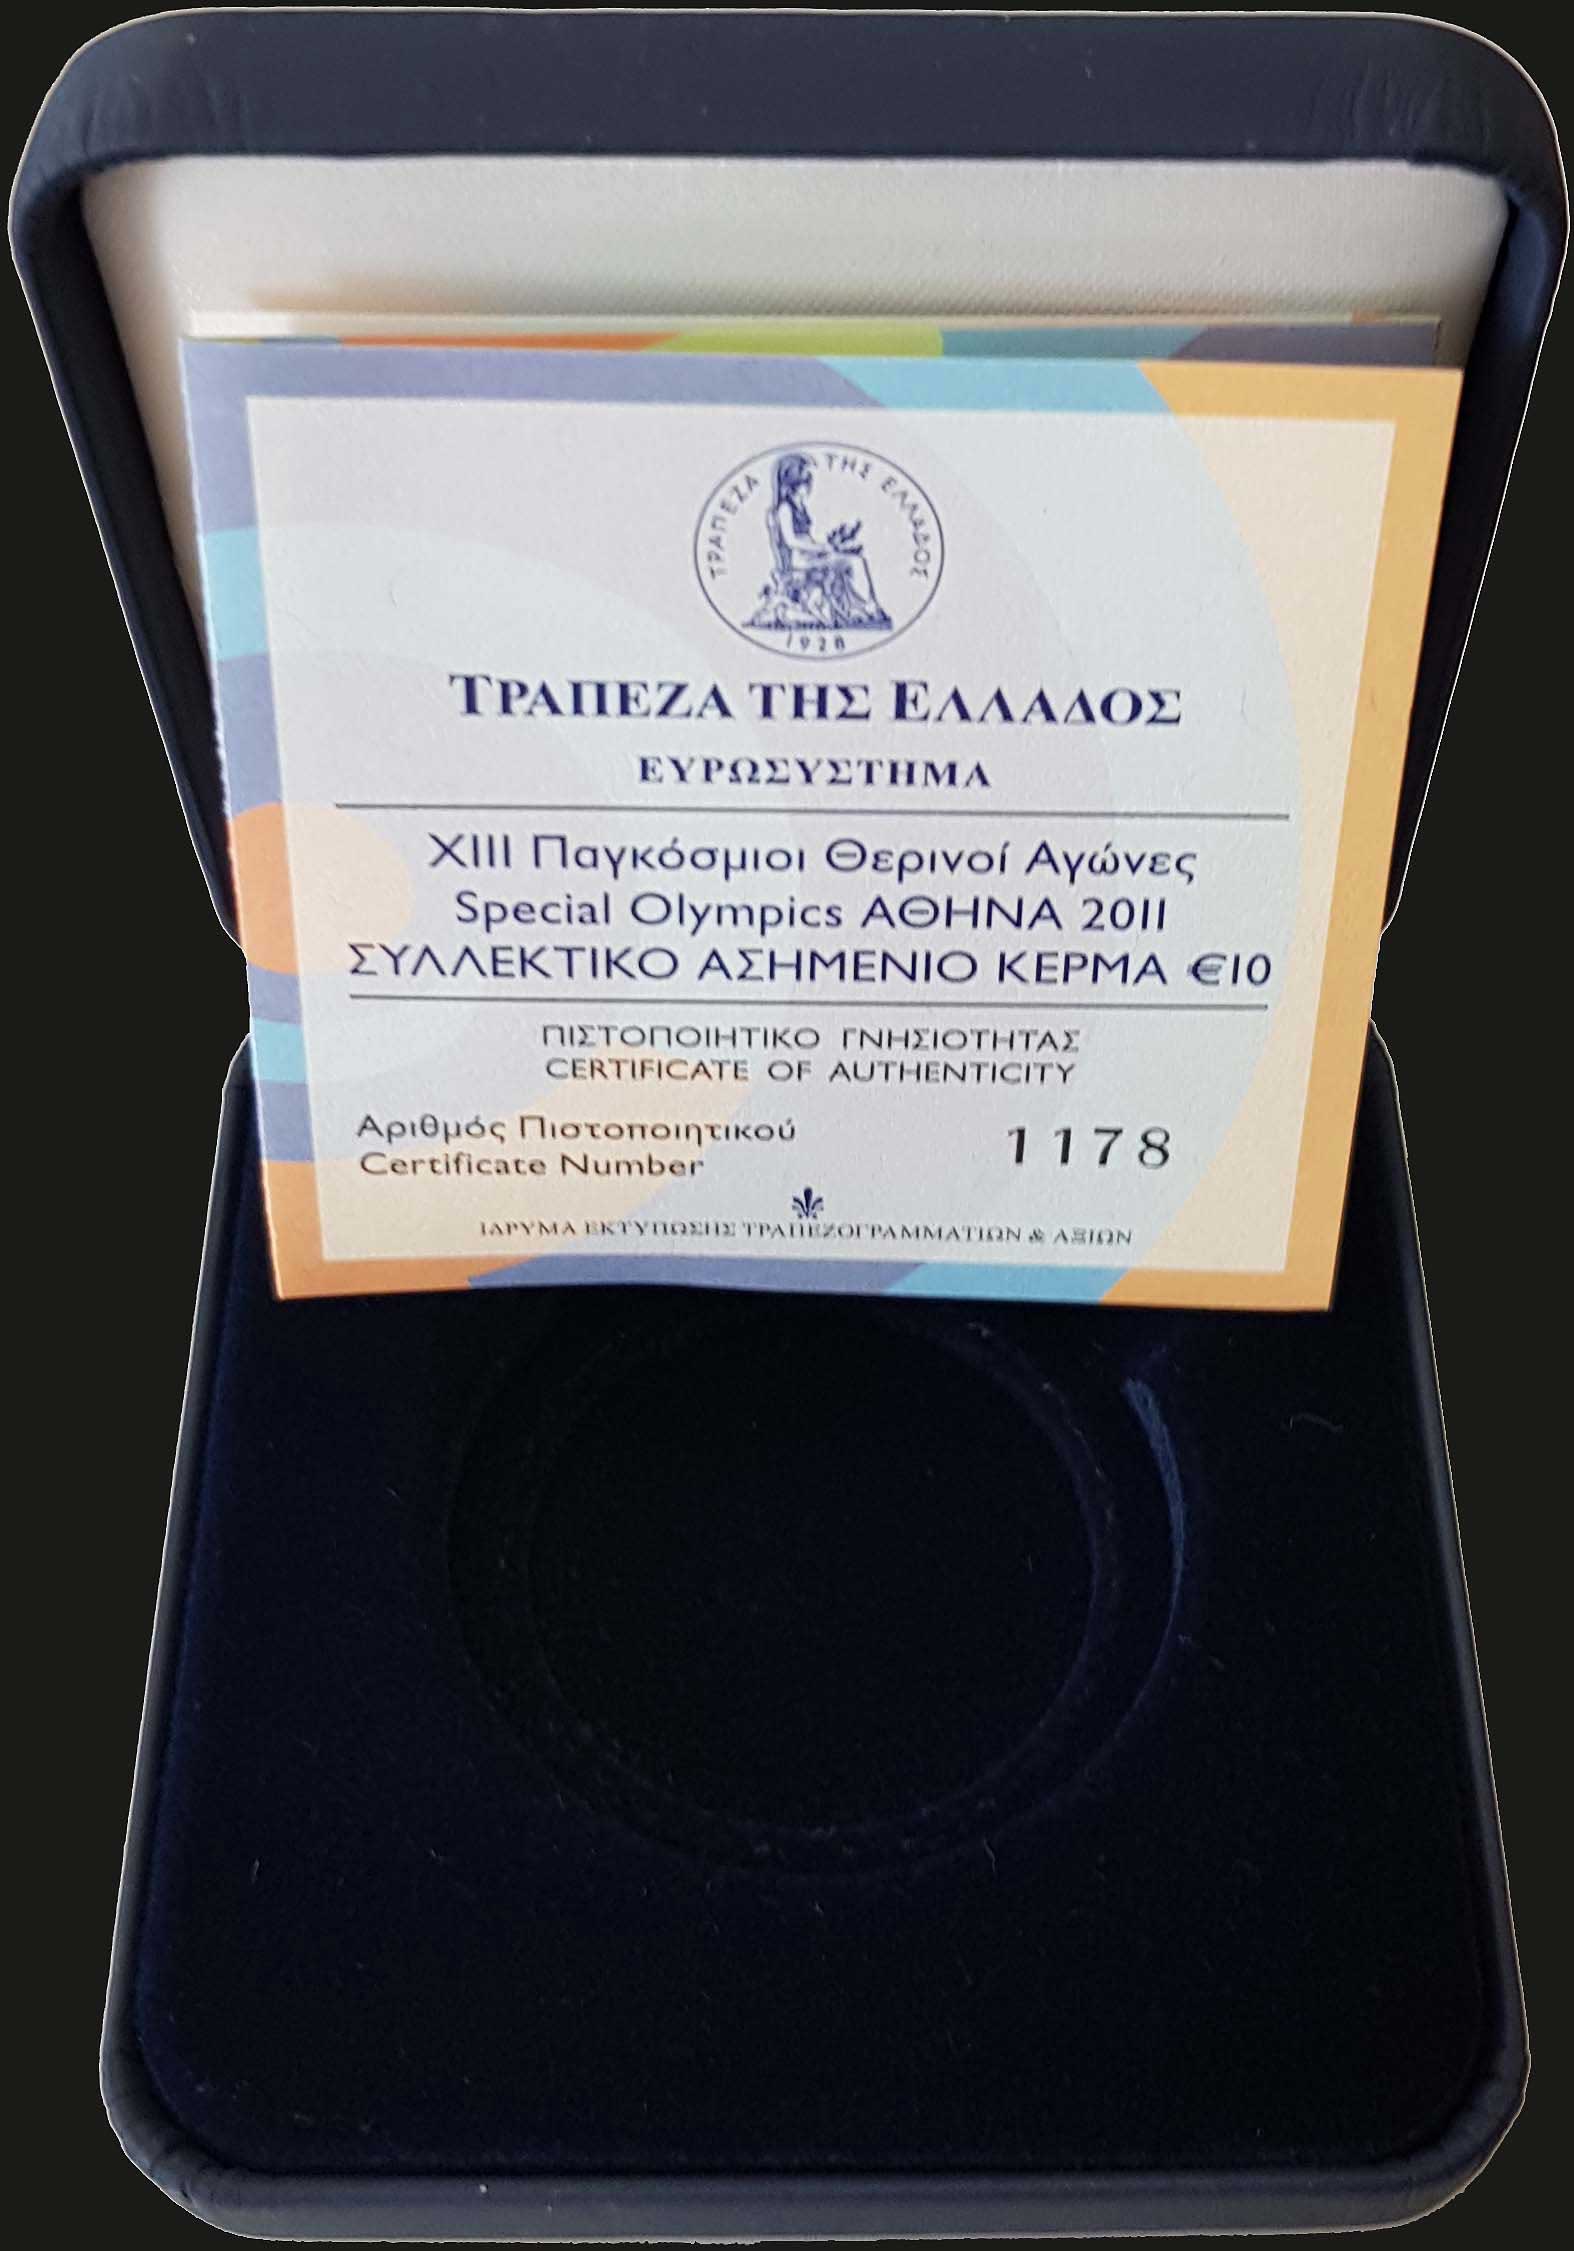 ΤΡΑΠΕΖΑ ΤΗΣ ΕΛΛΑΔΟΣ
1928
ΤΡΑΠΕΖΑ ΤΗΣ ΕΛΛΑΔΟΣ
ΕΥΡΩΣΥΣΤΗΜΑ
XIII Παγκόσμιοι Θερινοί Αγώνες
Special Olympics ΑΘΗΝΑ 2011
ΣΥΛΛΕΚΤΙΚΟ ΑΣΗΜΕΝΙΟ ΚΕΡΜΑ €10
ΠΙΣΤΟΠΟΙΗΤΙΚΟ ΓΝΗΣΙΟΤΗΤΑΣ
CERTIFICATE OF AUTHENTICITY
Αριθμός Πιστοποιητικού
Certificate Number
1178
ΙΔΡΥΜΑ ΕΚΤΥΠΩΣΗΣ ΤΡΑΠΕΖΟΓΡΑΜΜΑΤΙΩΝ & ΑΞΙΩΝ